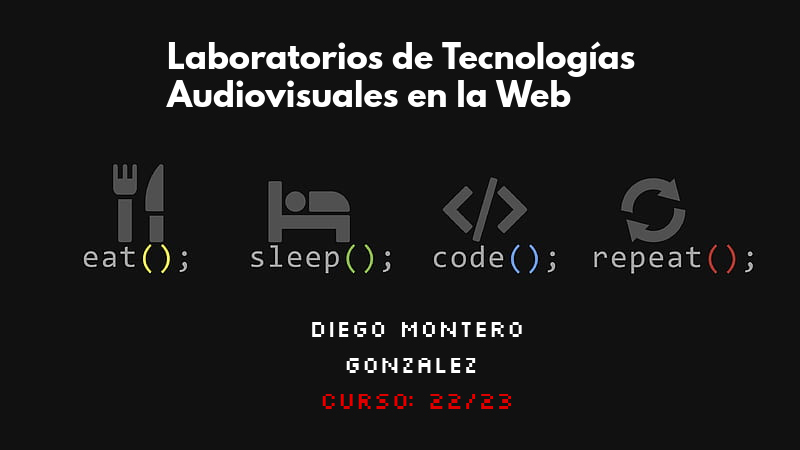 Laboratorios de Tecnologías
Audiovisuales en la Web
eat(); sleep(); code(); repeat();
DIEGO MONTERO
GONZALEZ
CURSO: 22/23